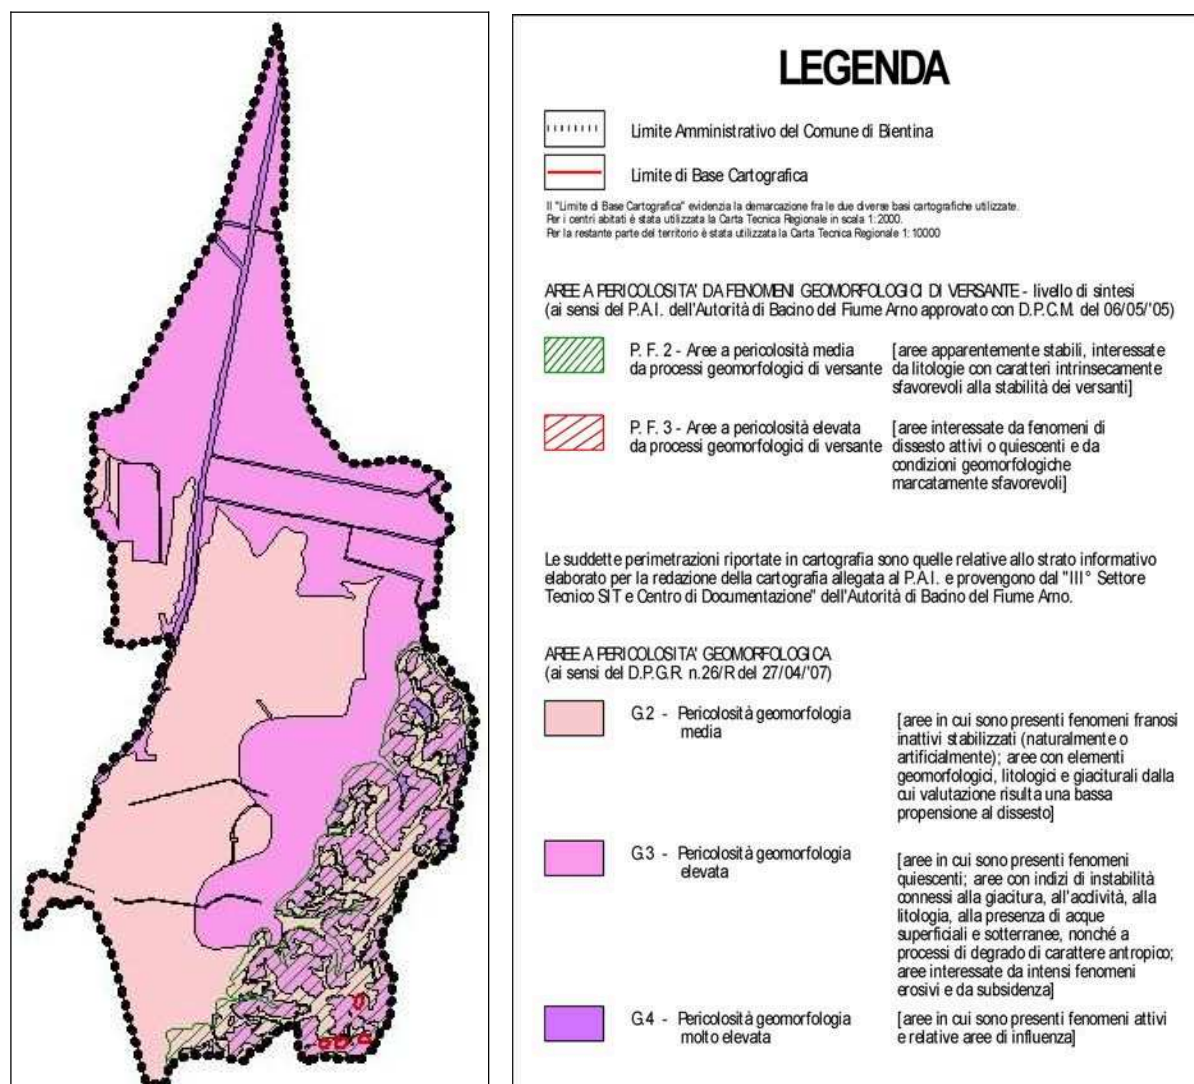 LEGENDA
Limite Amministrativo del Comune di Bientina
Limite di Base Cartografica
Il "Limite di Base Cartografica" evidenzia la demarcazione fra le due diverse basi cartografiche utilizzate.
Per i centri abitati è stata utilizzata la Carta Tecnica Regionale in scala 1:2000.
Per la restante parte del territorio è stata utilizzata la Carta Tecnica Regionale 1:10000
AREE A PERICOLOSITA' DA FENOMENI GEOMORFOLOGICI DI VERSANTE - livello di sintesi
(ai sensi del P.A.I. dell'Autorità di Bacino del Fiume Arno approvato con D.P.C.M. del 06/05/'05)
P. F. 2 - Aree a pericolosità media
da processi geomorfologici di versante
[aree apparentemente stabili, interessate
da litologie con caratteri intrinsecamente
sfavorevoli alla stabilità dei versanti]
P. F. 3 - Aree a pericolosità elevata
da processi geomorfologici di versante
[aree interessate da fenomeni di
dissesto attivi o quiescenti e da
condizioni geomorfologiche
marcatamente sfavorevoli]
Le suddette perimetrazioni riportate in cartografia sono quelle relative allo strato informativo
elaborato per la redazione della cartografia allegata al P.A.I. e provengono dal "III° Settore
Tecnico SIT e Centro di Documentazione" dell'Autorità di Bacino del Fiume Arno.
AREE A PERICOLOSITA' GEOMORFOLOGICA
(ai sensi del D.P.G.R. n.26/R del 27/04/'07)
G.2 - Pericolosità geomorfologia
media
[aree in cui sono presenti fenomeni franosi
inattivi stabilizzati (naturalmente o
artificialmente); aree con elementi
geomorfologici, litologici e giaciturali dalla
cui valutazione risulta una bassa
propensione al dissesto]
G.3 - Pericolosità geomorfologia
elevata
[aree in cui sono presenti fenomeni
quiescenti; aree con indizi di instabilità
connessi alla giacitura, all'acclività, alla
litologia, alla presenza di acque
superficiali e sotterranee, nonché a
processi di degrado di carattere antropico;
aree interessate da intensi fenomeni
erosivi e da subsidenza]
G.4 - Pericolosità geomorfologia
molto elevata
[aree in cui sono presenti fenomeni attivi
e relative aree di influenza]